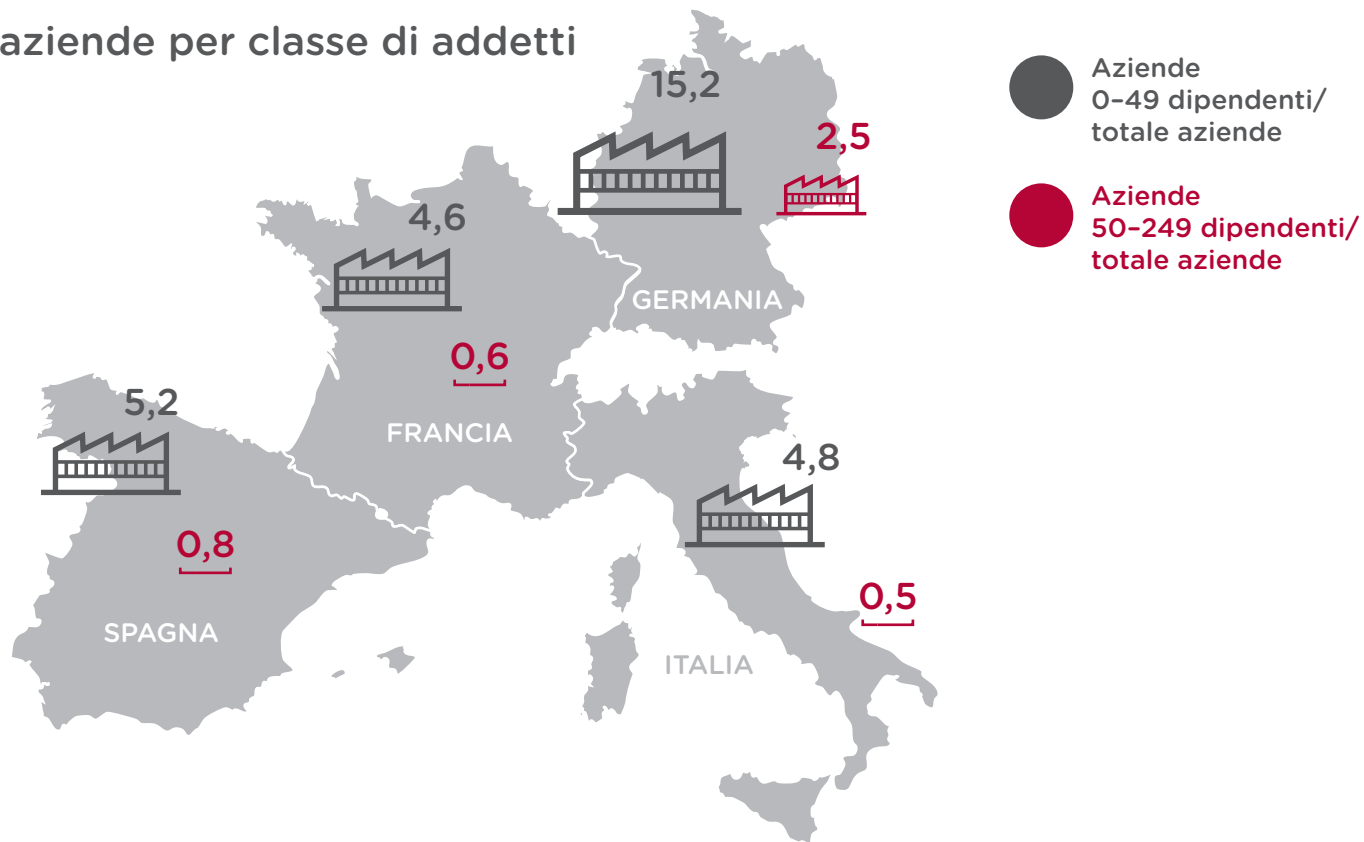 aziende per classe di addetti
Aziende
0–49 dipendenti/
totale aziende
Aziende
50–249 dipendenti/
totale aziende
15,2
2,5
4,6
GERMANIA
0,6
5,2
FRANCIA
4,8
0,8
0,5
SPAGNA
ITALIA